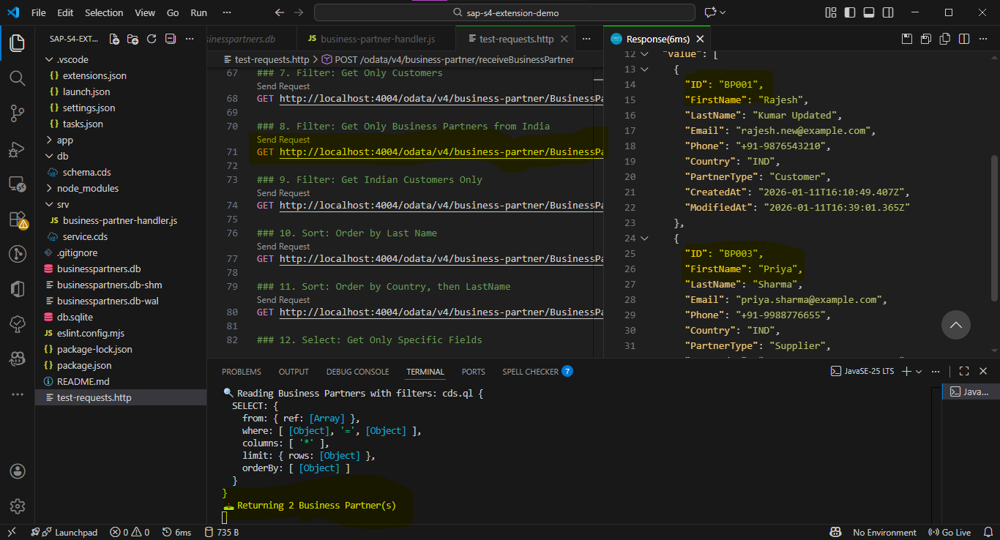 File Edit Selection View Go Run ··· sap-s4-extension-demo
SAP-S4-EXT... ···
.vscode
extensions.json
launch.json
settings.json
tasks.json
app
db
schema.cds
node_modules
srv
business-partner-handler.js
service.cds
.gitignore
businesspartners.db
businesspartners.db-shm
businesspartners.db-wal
db.sqlite
eslint.config.mjs
package-lock.json
package.json
README.md
test-requests.http
businesspartners.db business-partner-handler.js test-requests.http ···
test-requests.http > POST /odata/v4/business-partner/receiveBusinessPartner
67 ### 7. Filter: Get Only Customers
Send Request
68 GET http://localhost:4004/odata/v4/business-partner/BusinessPa
69
70 ### 8. Filter: Get Only Business Partners from India
Send Request
71 GET http://localhost:4004/odata/v4/business-partner/BusinessPa
72
73 ### 9. Filter: Get Indian Customers Only
Send Request
74 GET http://localhost:4004/odata/v4/business-partner/BusinessPa
75
76 ### 10. Sort: Order by Last Name
Send Request
77 GET http://localhost:4004/odata/v4/business-partner/BusinessPa
78
79 ### 11. Sort: Order by Country, then LastName
Send Request
80 GET http://localhost:4004/odata/v4/business-partner/BusinessPa
81
82 ### 12. Select: Get Only Specific Fields
Response(6ms) ···
12 "value": [
13 {
14 "ID": "BP001",
15 "FirstName": "Rajesh",
16 "LastName": "Kumar Updated",
17 "Email": "rajesh.new@example.com",
18 "Phone": "+91-9876543210",
19 "Country": "IND",
20 "PartnerType": "Customer",
21 "CreatedAt": "2026-01-11T16:10:49.407Z",
22 "ModifiedAt": "2026-01-11T16:39:01.365Z"
23 },
24 {
25 "ID": "BP003",
26 "FirstName": "Priya",
27 "LastName": "Sharma",
28 "Email": "priya.sharma@example.com",
29 "Phone": "+91-9988776655",
30 "Country": "IND",
31 "PartnerType": "Supplier",
PROBLEMS OUTPUT DEBUG CONSOLE TERMINAL PORTS SPELL CHECKER 7 JavaSE-25 LTS ···
Java...
Reading Business Partners with filters: cds.ql {
SELECT: {
from: { ref: [Array] },
where: [ [Object], '=', [Object] ],
columns: [ '*' ],
limit: { rows: [Object] },
orderBy: [ [Object] ]
}
}
Returning 2 Business Partner(s)
Launchpad 0 0 6ms 735 B No Environment Go Live